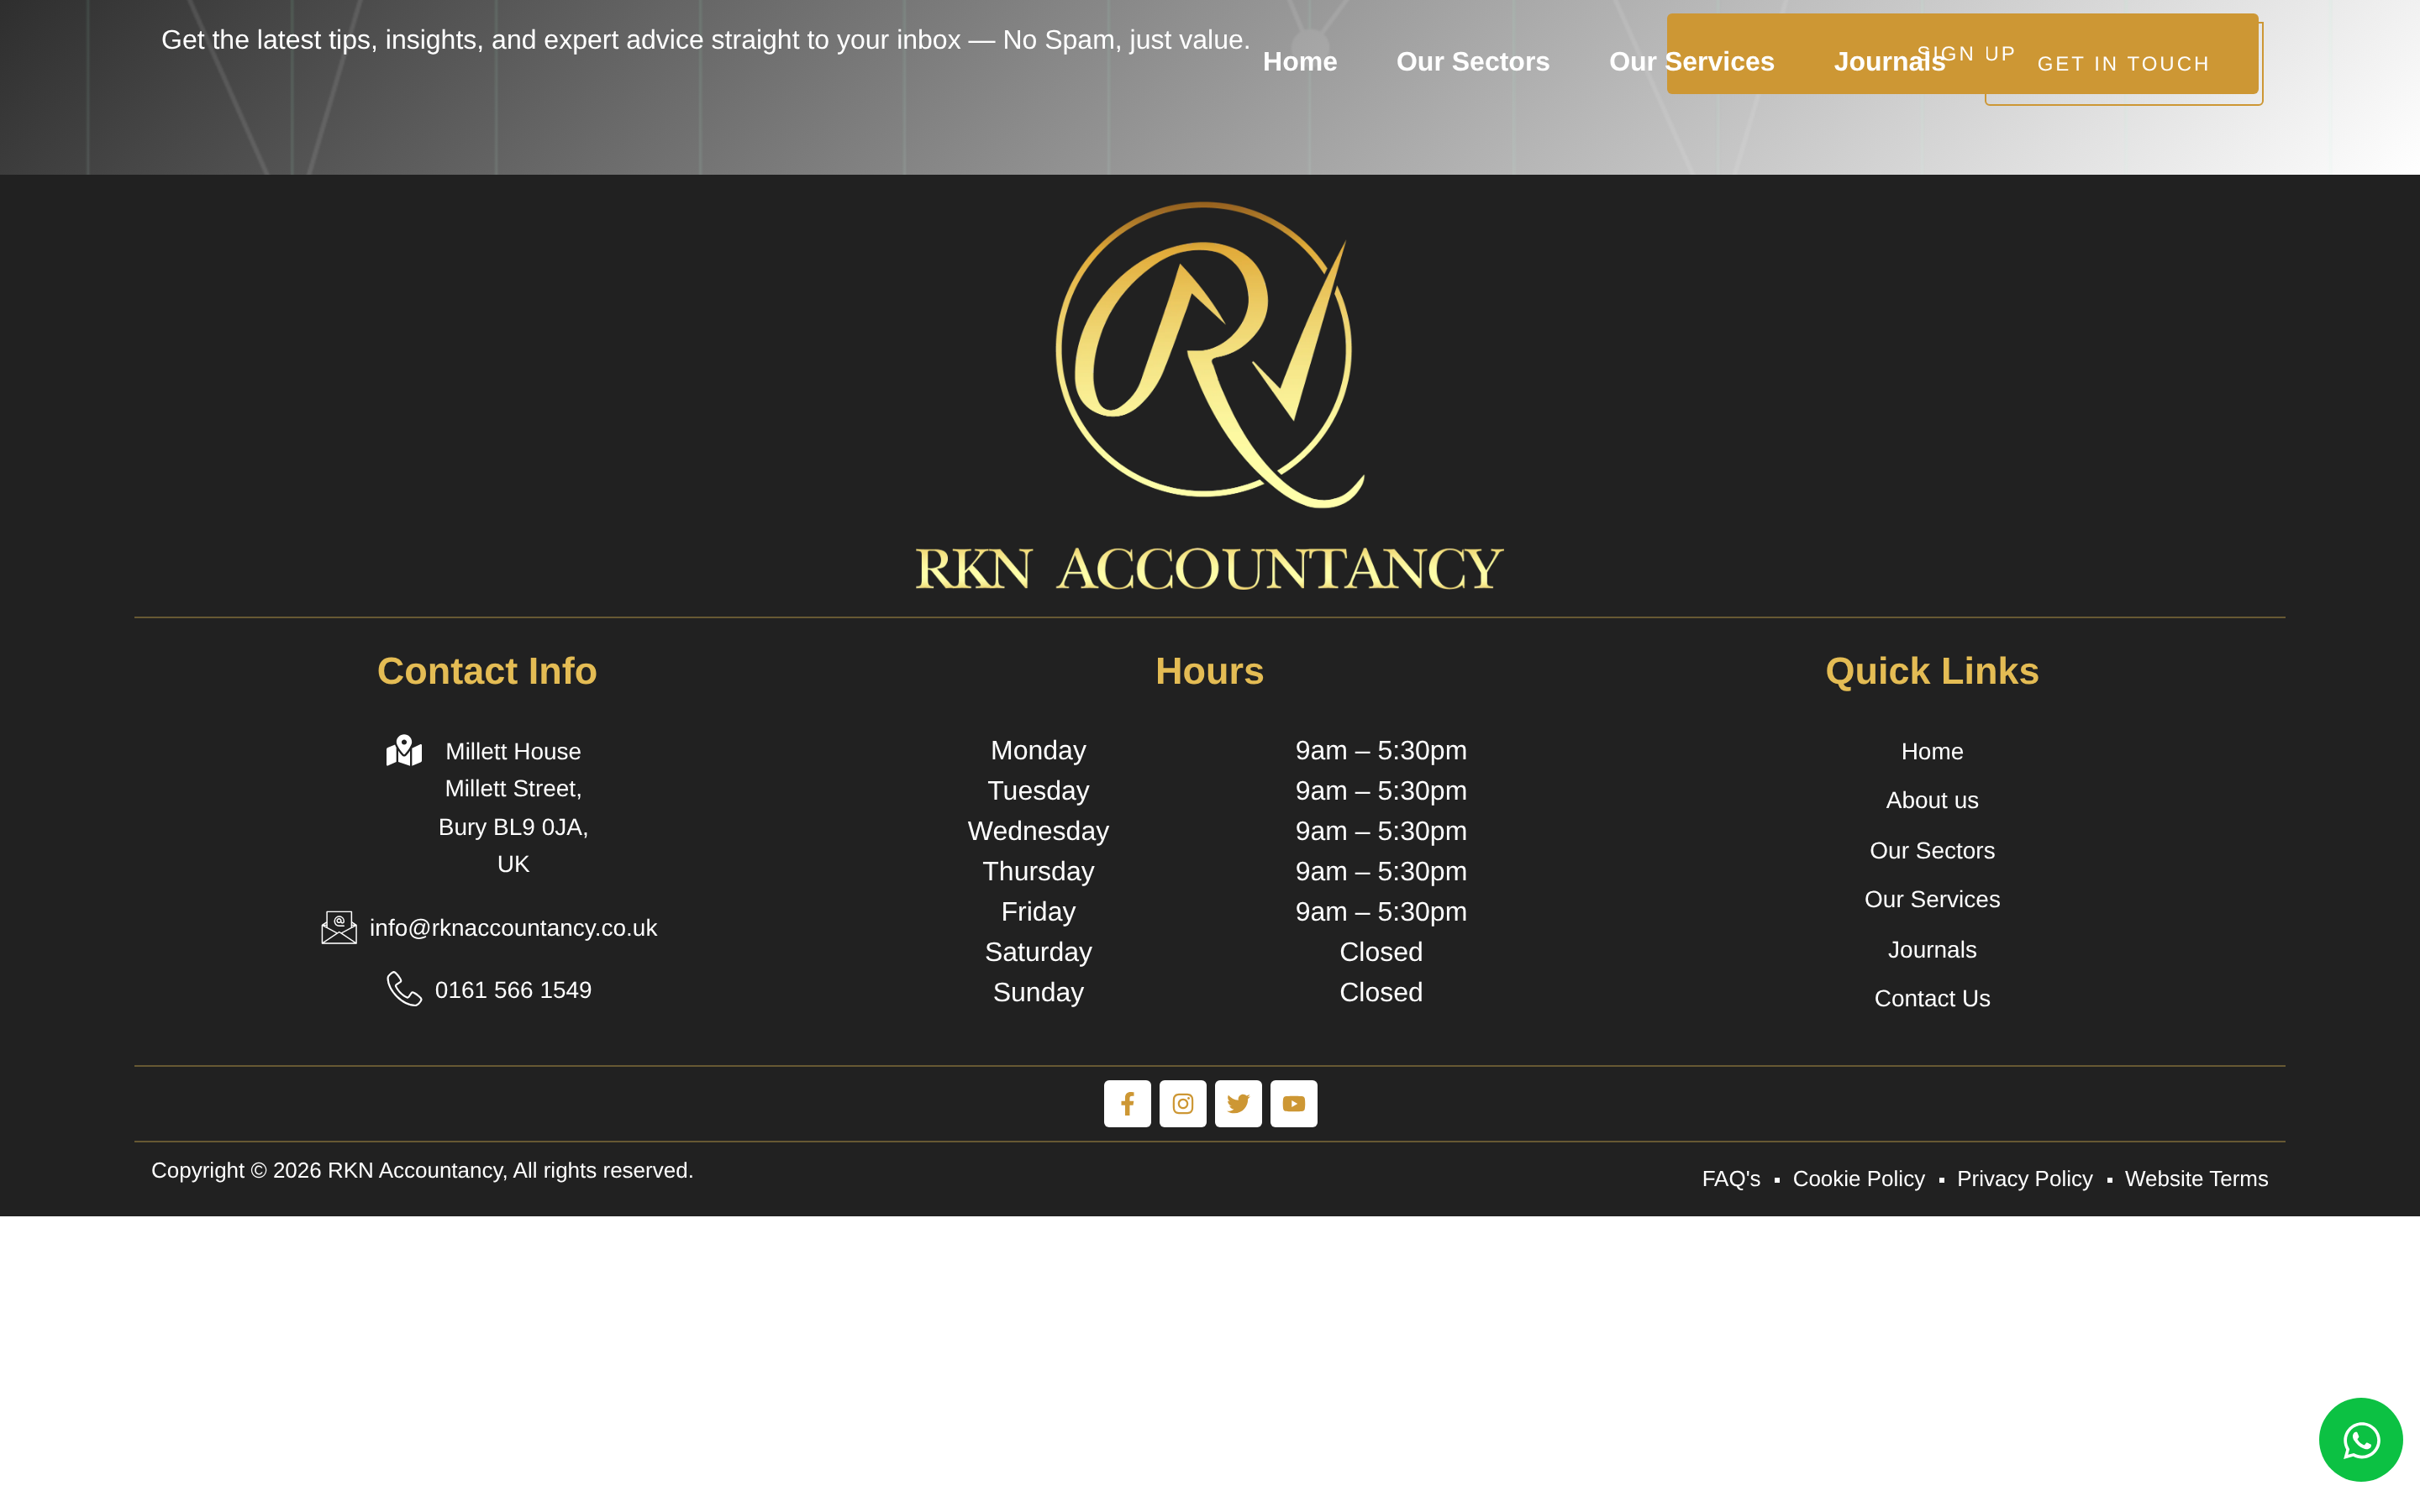 Get the latest tips, insights, and expert advice straight to your inbox — No Spam, just value.
Home Our Sectors Our Services Journals
SIGN UP
GET IN TOUCH
RKN ACCOUNTANCY
Contact Info
Millett House
Millett Street,
Bury BL9 0JA,
UK
info@rknaccountancy.co.uk
0161 566 1549
Hours
Monday 9am – 5:30pm
Tuesday 9am – 5:30pm
Wednesday 9am – 5:30pm
Thursday 9am – 5:30pm
Friday 9am – 5:30pm
Saturday Closed
Sunday Closed
Quick Links
Home
About us
Our Sectors
Our Services
Journals
Contact Us
Copyright © 2026 RKN Accountancy, All rights reserved.
FAQ's ▪ Cookie Policy ▪ Privacy Policy ▪ Website Terms